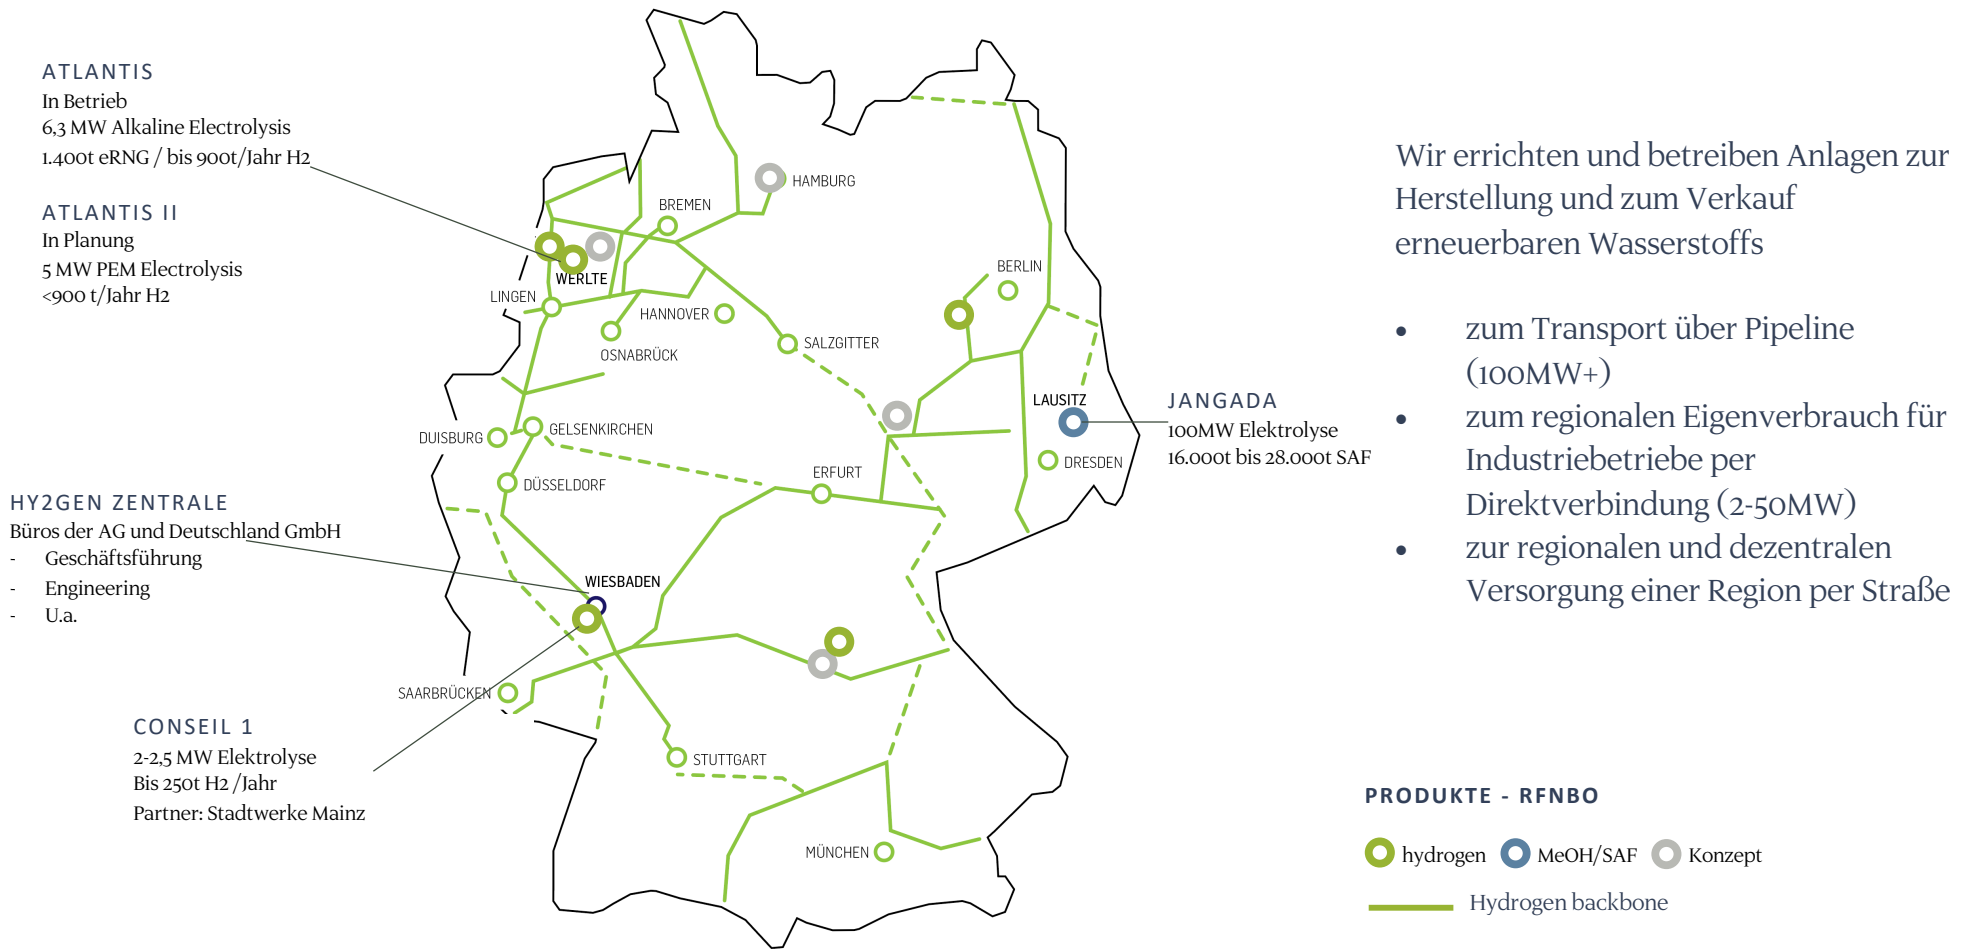 ATLANTIS
In Betrieb
6,3 MW Alkaline Electrolysis
1.400t eRNG / bis 900t/Jahr H2
ATLANTIS II
In Planung
5 MW PEM Electrolysis
<900 t/Jahr H2
HY2GEN ZENTRALE
Büros der AG und Deutschland GmbH
- Geschäftsführung
- Engineering
- U.a.
CONSEIL 1
2-2,5 MW Elektrolyse
Bis 250t H2 /Jahr
Partner: Stadtwerke Mainz
HAMBURG
BREMEN
WERLTE
LINGEN
BERLIN
HANNOVER
OSNABRÜCK
SALZGITTER
LAUSITZ
DUISBURG
GELSENKIRCHEN
DRESDEN
ERFURT
DÜSSELDORF
WIESBADEN
SAARBRÜCKEN
STUTTGART
MÜNCHEN
JANGADA
100MW Elektrolyse
16.000t bis 28.000t SAF
Wir errichten und betreiben Anlagen zur
Herstellung und zum Verkauf
erneuerbaren Wasserstoffs
• zum Transport über Pipeline
(100MW+)
• zum regionalen Eigenverbrauch für
Industriebetriebe per
Direktverbindung (2-50MW)
• zur regionalen und dezentralen
Versorgung einer Region per Straße
PRODUKTE - RFNBO
hydrogen MeOH/SAF Konzept
Hydrogen backbone